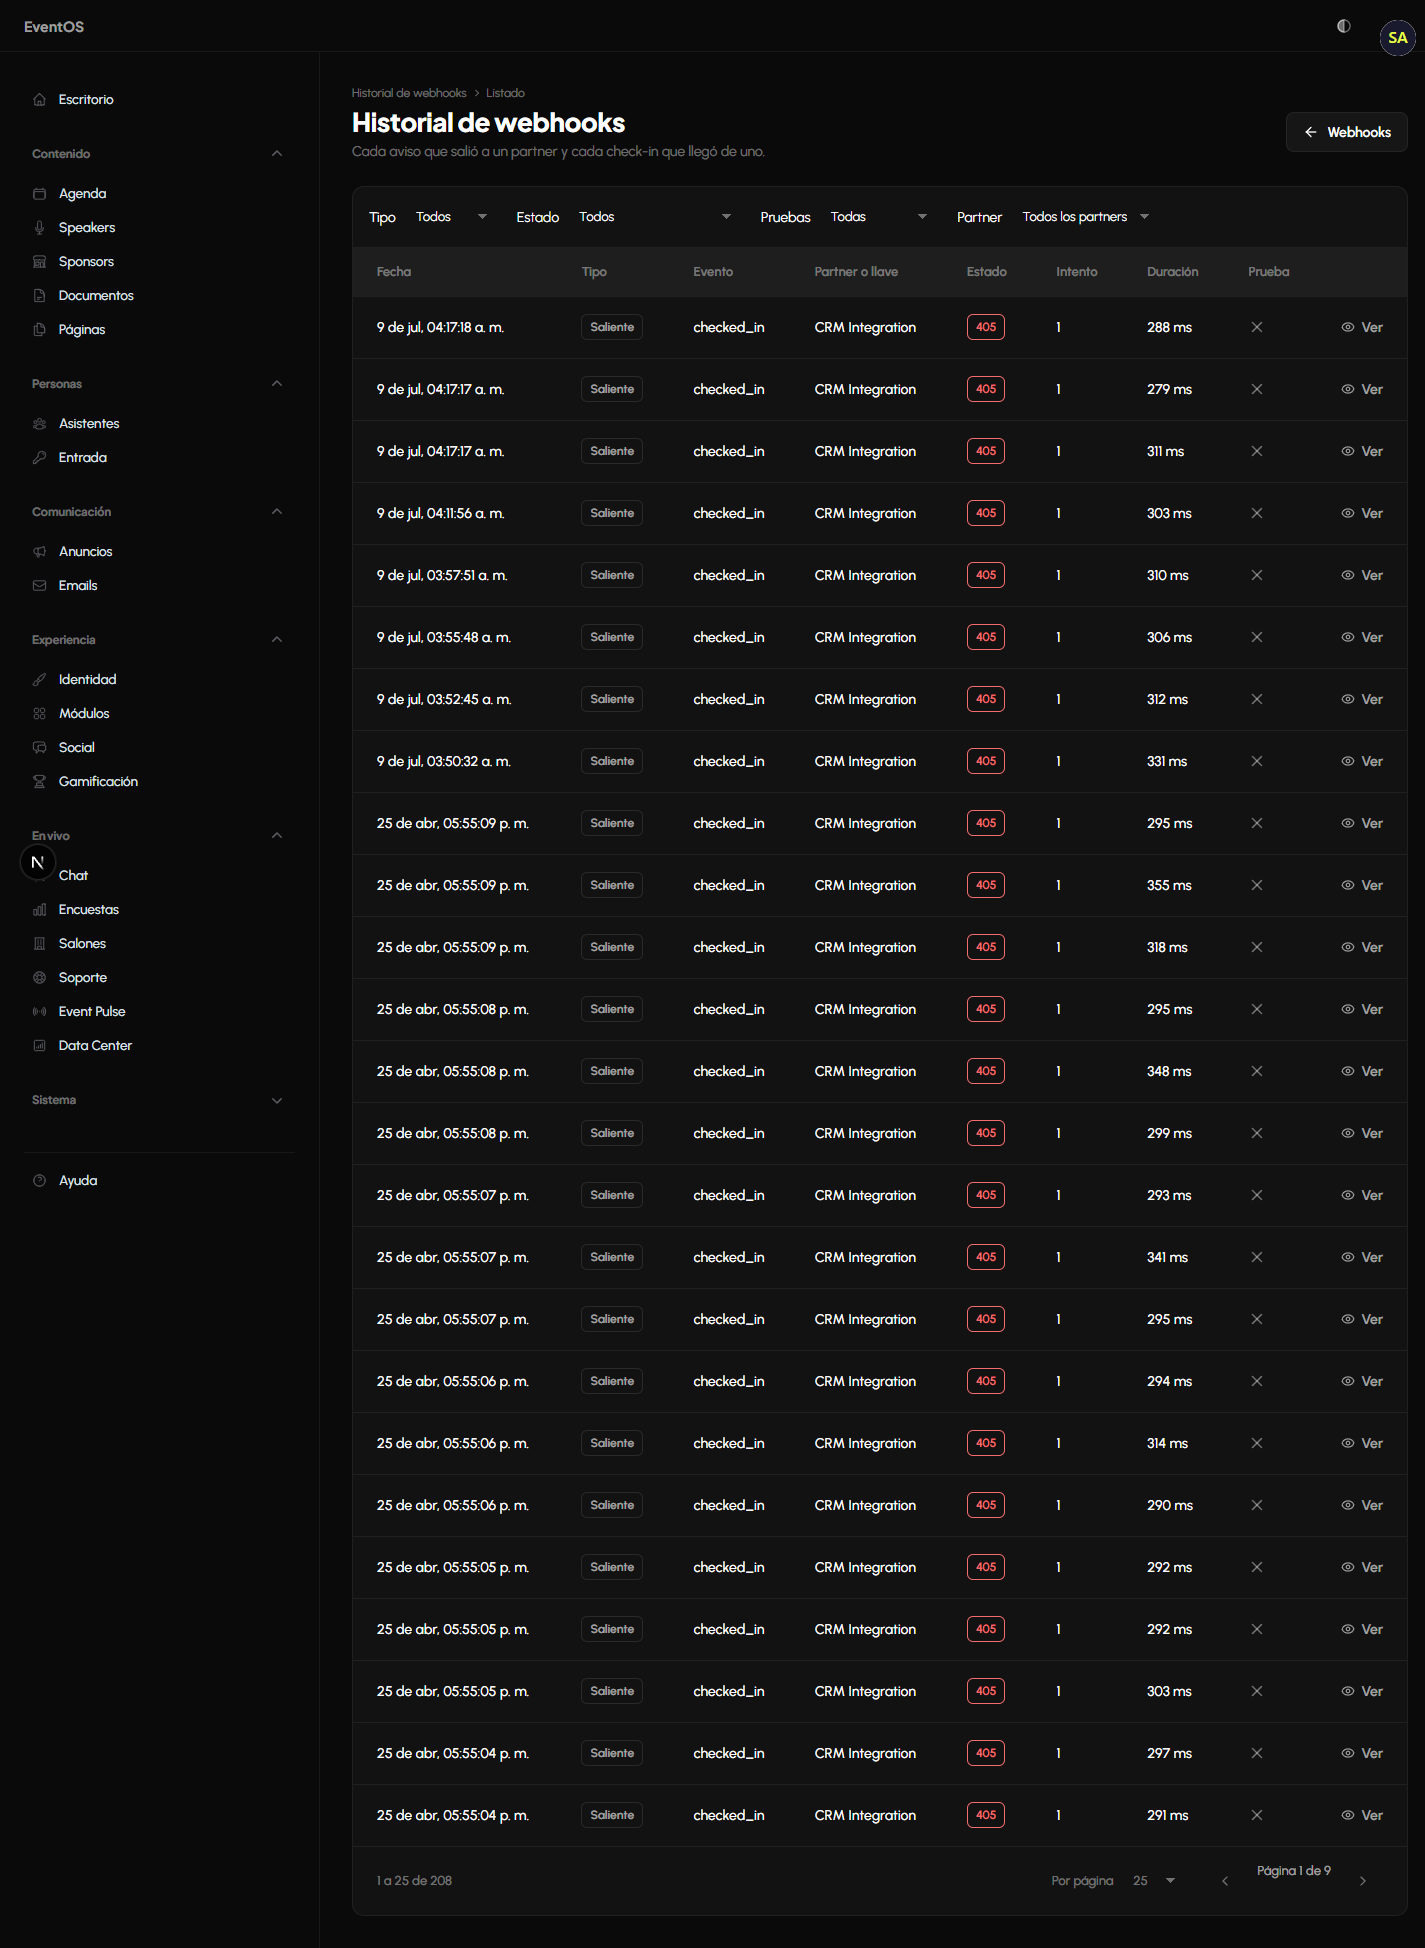 EventOS
SA
Escritorio
Contenido
Agenda
Speakers
Sponsors
Documentos
Páginas
Personas
Asistentes
Entrada
Comunicación
Anuncios
Emails
Experiencia
Identidad
Módulos
Social
Gamificación
En vivo
N
Chat
Encuestas
Salones
Soporte
Event Pulse
Data Center
Sistema
Ayuda
Historial de webhooks > Listado
Historial de webhooks
Cada aviso que salió a un partner y cada check-in que llegó de uno.
← Webhooks
Tipo Todos Estado Todos Pruebas Todas Partner Todos los partners
Fecha Tipo Evento Partner o llave Estado Intento Duración Prueba
9 de jul, 04:17:18 a. m. Saliente checked_in CRM Integration 405 1 288 ms Ver
9 de jul, 04:17:17 a. m. Saliente checked_in CRM Integration 405 1 279 ms Ver
9 de jul, 04:17:17 a. m. Saliente checked_in CRM Integration 405 1 311 ms Ver
9 de jul, 04:11:56 a. m. Saliente checked_in CRM Integration 405 1 303 ms Ver
9 de jul, 03:57:51 a. m. Saliente checked_in CRM Integration 405 1 310 ms Ver
9 de jul, 03:55:48 a. m. Saliente checked_in CRM Integration 405 1 306 ms Ver
9 de jul, 03:52:45 a. m. Saliente checked_in CRM Integration 405 1 312 ms Ver
9 de jul, 03:50:32 a. m. Saliente checked_in CRM Integration 405 1 331 ms Ver
25 de abr, 05:55:09 p. m. Saliente checked_in CRM Integration 405 1 295 ms Ver
25 de abr, 05:55:09 p. m. Saliente checked_in CRM Integration 405 1 355 ms Ver
25 de abr, 05:55:09 p. m. Saliente checked_in CRM Integration 405 1 318 ms Ver
25 de abr, 05:55:08 p. m. Saliente checked_in CRM Integration 405 1 295 ms Ver
25 de abr, 05:55:08 p. m. Saliente checked_in CRM Integration 405 1 348 ms Ver
25 de abr, 05:55:08 p. m. Saliente checked_in CRM Integration 405 1 299 ms Ver
25 de abr, 05:55:07 p. m. Saliente checked_in CRM Integration 405 1 293 ms Ver
25 de abr, 05:55:07 p. m. Saliente checked_in CRM Integration 405 1 341 ms Ver
25 de abr, 05:55:07 p. m. Saliente checked_in CRM Integration 405 1 295 ms Ver
25 de abr, 05:55:06 p. m. Saliente checked_in CRM Integration 405 1 294 ms Ver
25 de abr, 05:55:06 p. m. Saliente checked_in CRM Integration 405 1 314 ms Ver
25 de abr, 05:55:06 p. m. Saliente checked_in CRM Integration 405 1 290 ms Ver
25 de abr, 05:55:05 p. m. Saliente checked_in CRM Integration 405 1 292 ms Ver
25 de abr, 05:55:05 p. m. Saliente checked_in CRM Integration 405 1 292 ms Ver
25 de abr, 05:55:05 p. m. Saliente checked_in CRM Integration 405 1 303 ms Ver
25 de abr, 05:55:04 p. m. Saliente checked_in CRM Integration 405 1 297 ms Ver
25 de abr, 05:55:04 p. m. Saliente checked_in CRM Integration 405 1 291 ms Ver
1 a 25 de 208 Por página 25 Página 1 de 9